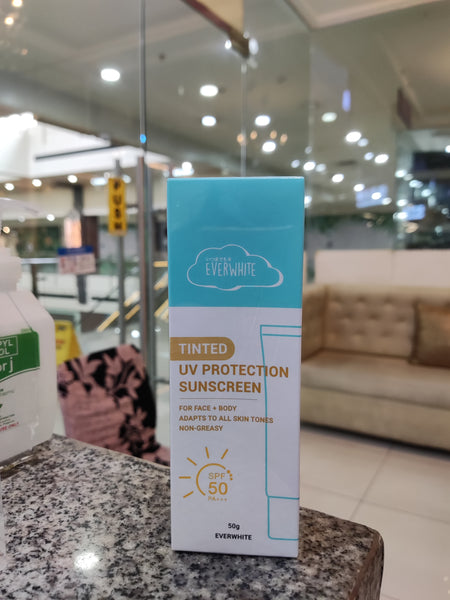 PUSH
EVERWHITE
TINTED
UV PROTECTION
SUNSCREEN
FOR FACE + BODY
ADAPTS TO ALL SKIN TONES
NON-GREASY
SPF
50
PA+++
50g
EVERWHITE